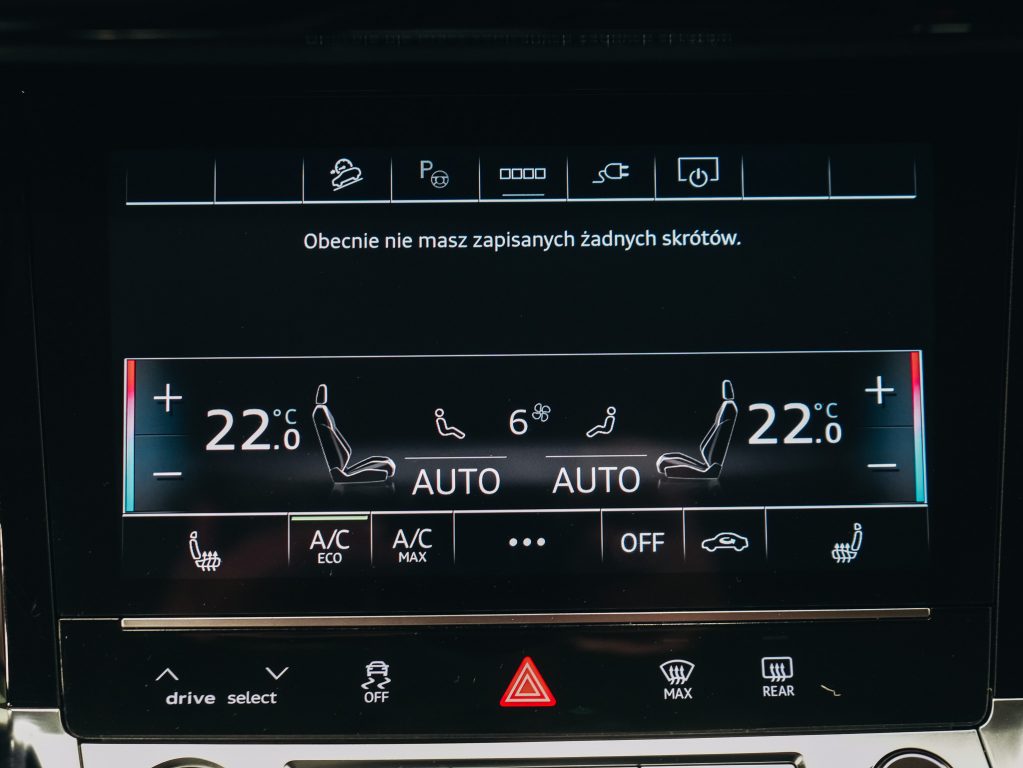 P
Obecnie nie masz zapisanych żadnych skrótów.
22.0 °C
6
22.0 °C
AUTO
AUTO
A/C
ECO
A/C
MAX
OFF
drive select
OFF
MAX
REAR